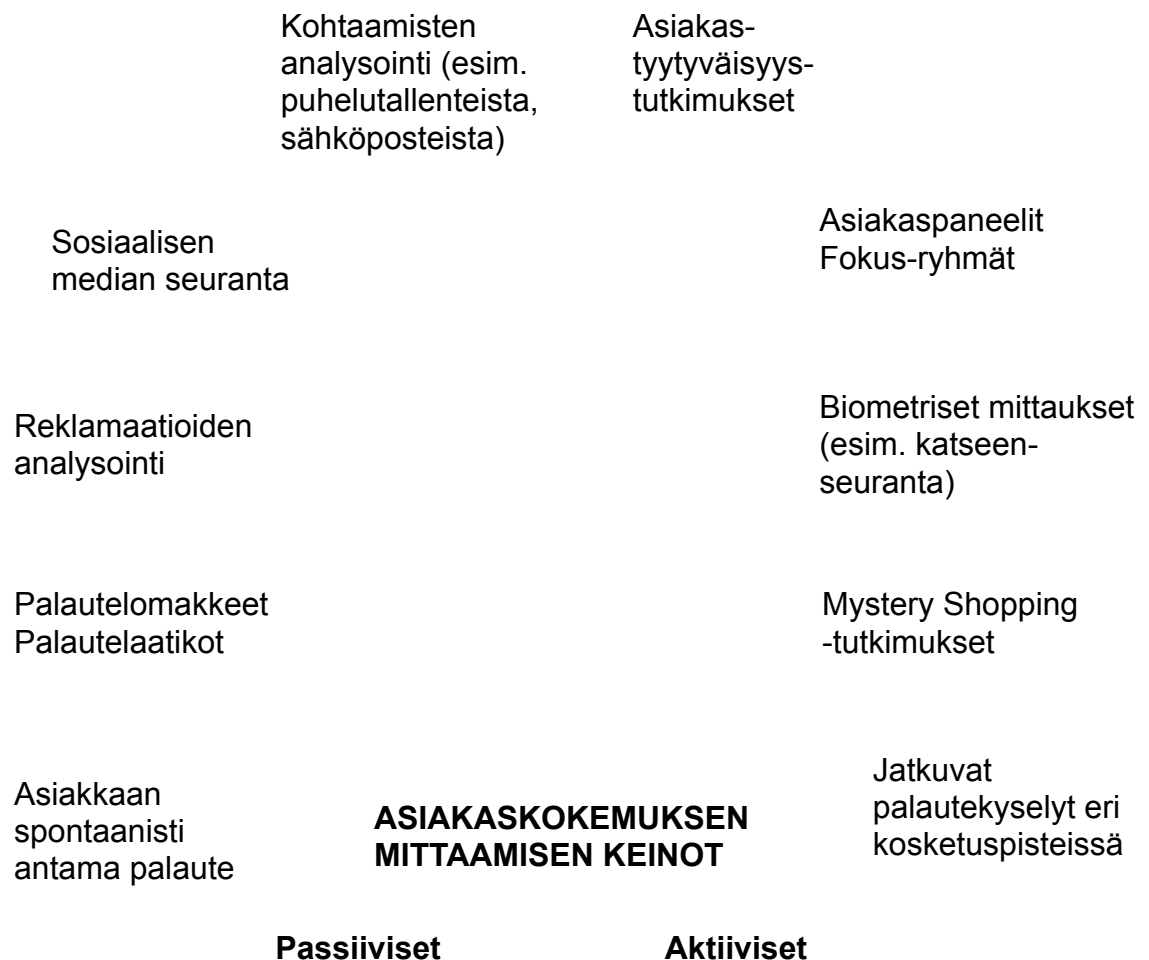 Kohtaamisten
analysointi (esim.
puhelutallenteista,
sähköposteista)
Asiakas-
tyytyväisyys-
tutkimukset
Sosiaalisen
median seuranta
Asiakaspaneelit
Fokus-ryhmät
Reklamaatioiden
analysointi
Biometriset mittaukset
(esim. katseen-
seuranta)
Palautelomakkeet
Palautelaatikot
Mystery Shopping
-tutkimukset
Asiakkaan
spontaanisti
antama palaute
ASIAKASKOKEMUKSEN
MITTAAMISEN KEINOT
Jatkuvat
palautekyselyt eri
kosketuspisteissä
Passiiviset
Aktiiviset